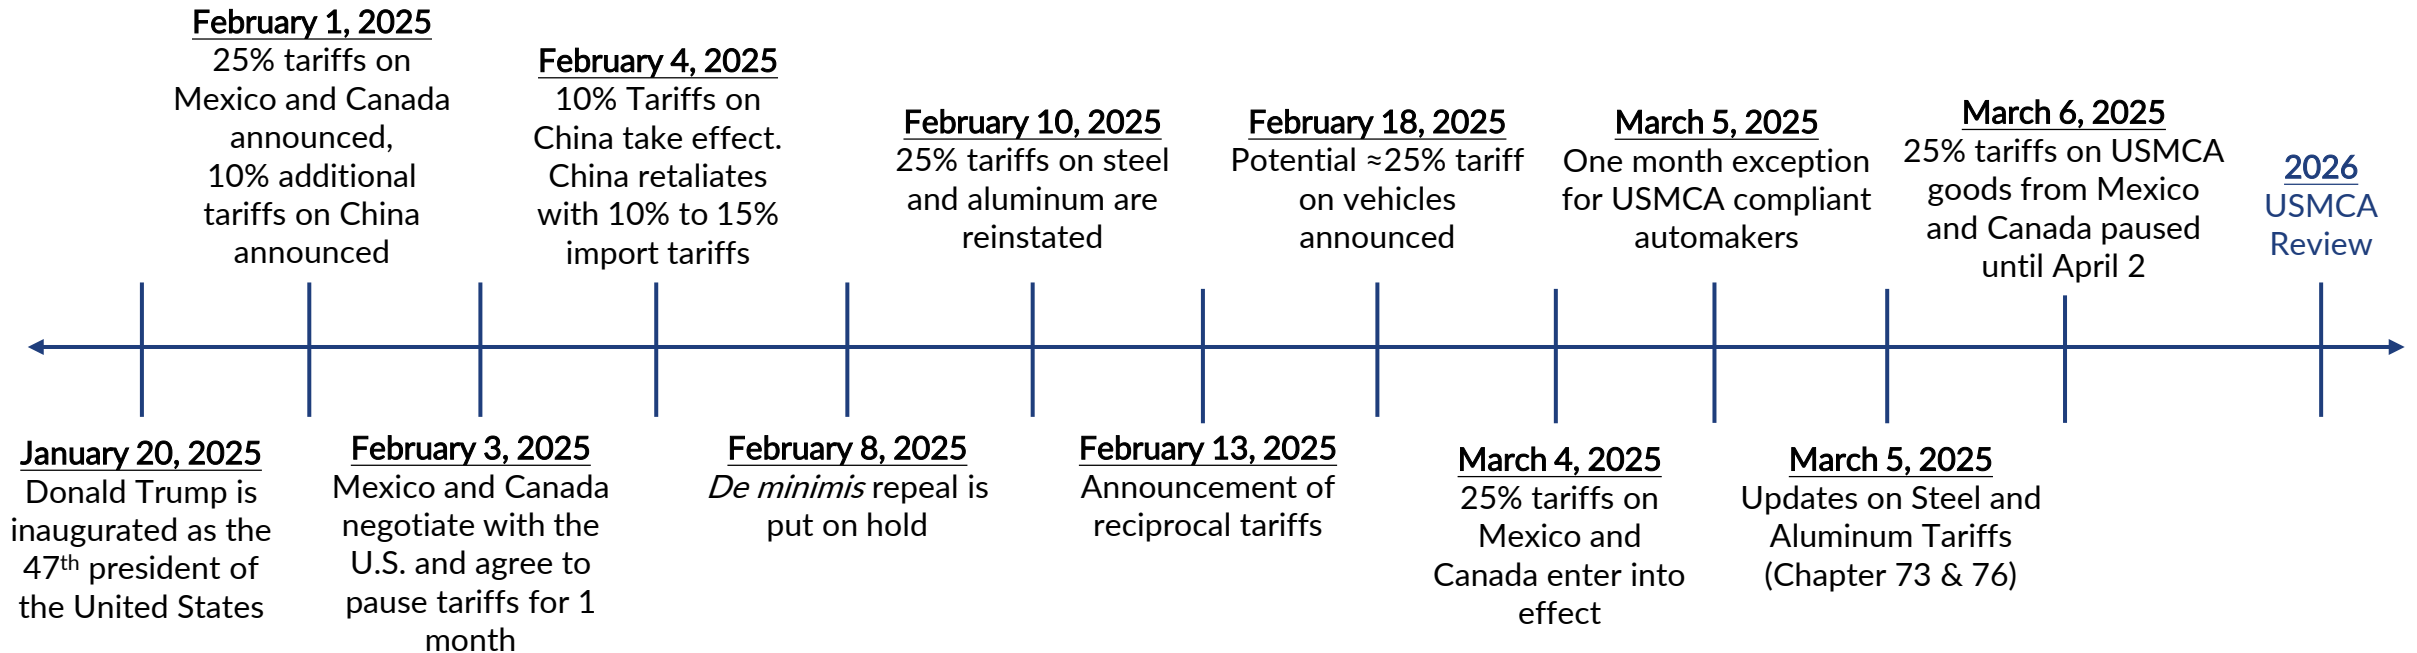 February 1, 2025
25% tariffs on
Mexico and Canada
announced,
10% additional
tariffs on China
announced
February 4, 2025
10% Tariffs on
China take effect.
China retaliates
with 10% to 15%
import tariffs
February 10, 2025
25% tariffs on steel
and aluminum are
reinstated
February 18, 2025
Potential ≈25% tariff
on vehicles
announced
March 5, 2025
One month exception
for USMCA compliant
automakers
March 6, 2025
25% tariffs on USMCA
goods from Mexico
and Canada paused
until April 2
2026
USMCA
Review
January 20, 2025
Donald Trump is
inaugurated as the
47th president of
the United States
February 3, 2025
Mexico and Canada
negotiate with the
U.S. and agree to
pause tariffs for 1
month
February 8, 2025
De minimis repeal is
put on hold
February 13, 2025
Announcement of
reciprocal tariffs
March 4, 2025
25% tariffs on
Mexico and
Canada enter into
effect
March 5, 2025
Updates on Steel and
Aluminum Tariffs
(Chapter 73 & 76)